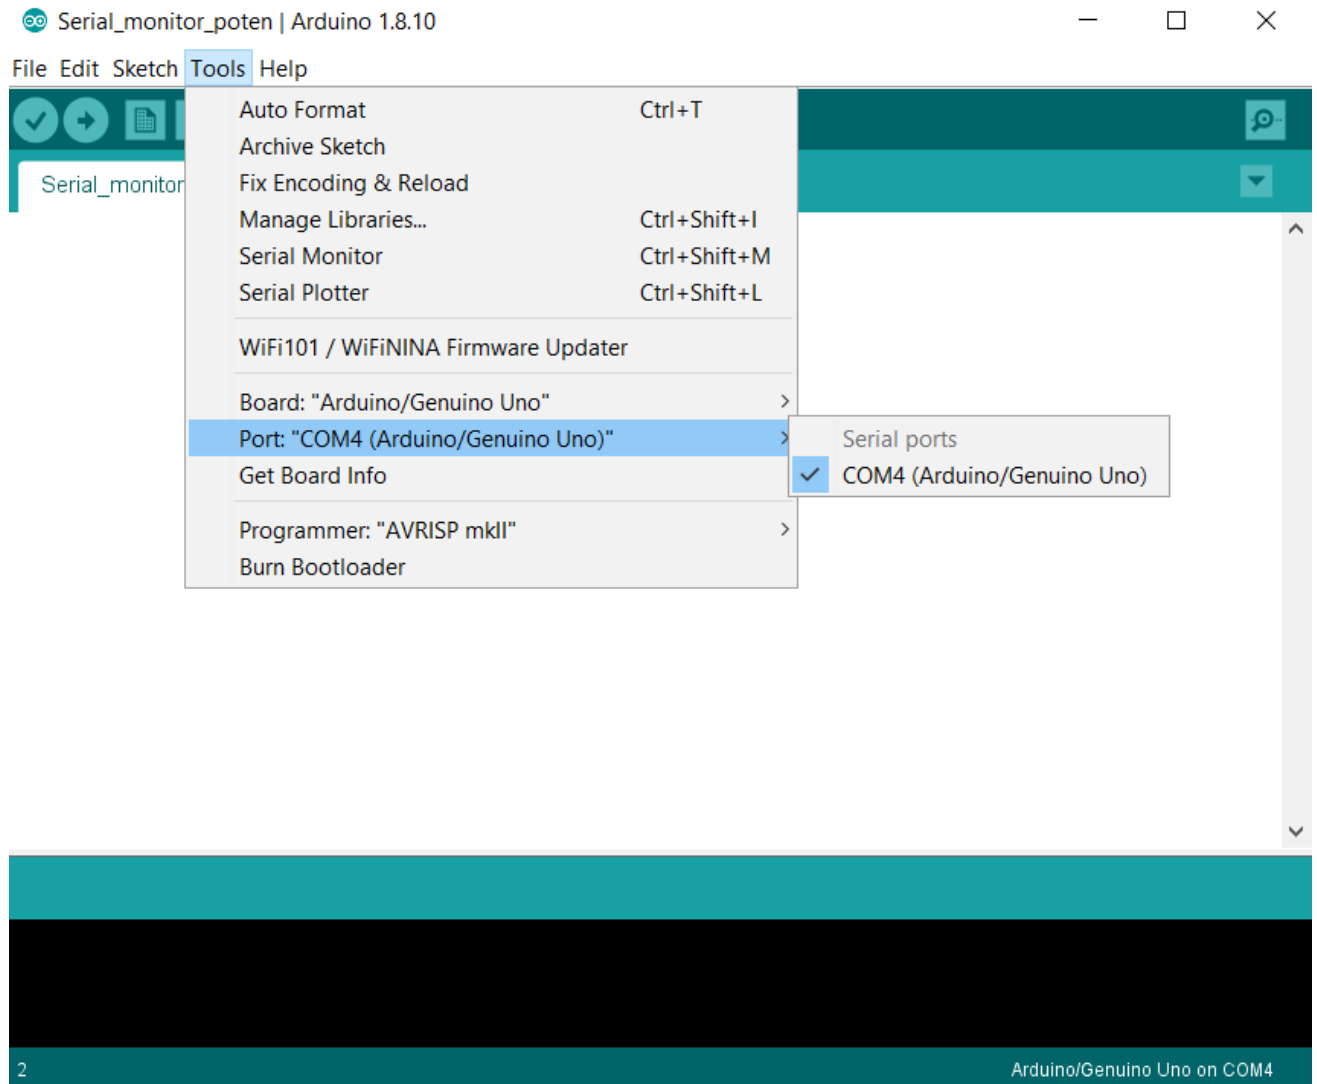 Serial_monitor_poten | Arduino 1.8.10
File Edit Sketch Tools Help
Serial_monitor
Auto Format Ctrl+T
Archive Sketch
Fix Encoding & Reload
Manage Libraries... Ctrl+Shift+I
Serial Monitor Ctrl+Shift+M
Serial Plotter Ctrl+Shift+L
WiFi101 / WiFiNINA Firmware Updater
Board: "Arduino/Genuino Uno"
Port: "COM4 (Arduino/Genuino Uno)"
Serial ports
COM4 (Arduino/Genuino Uno)
Get Board Info
Programmer: "AVRISP mkII"
Burn Bootloader
2
Arduino/Genuino Uno on COM4